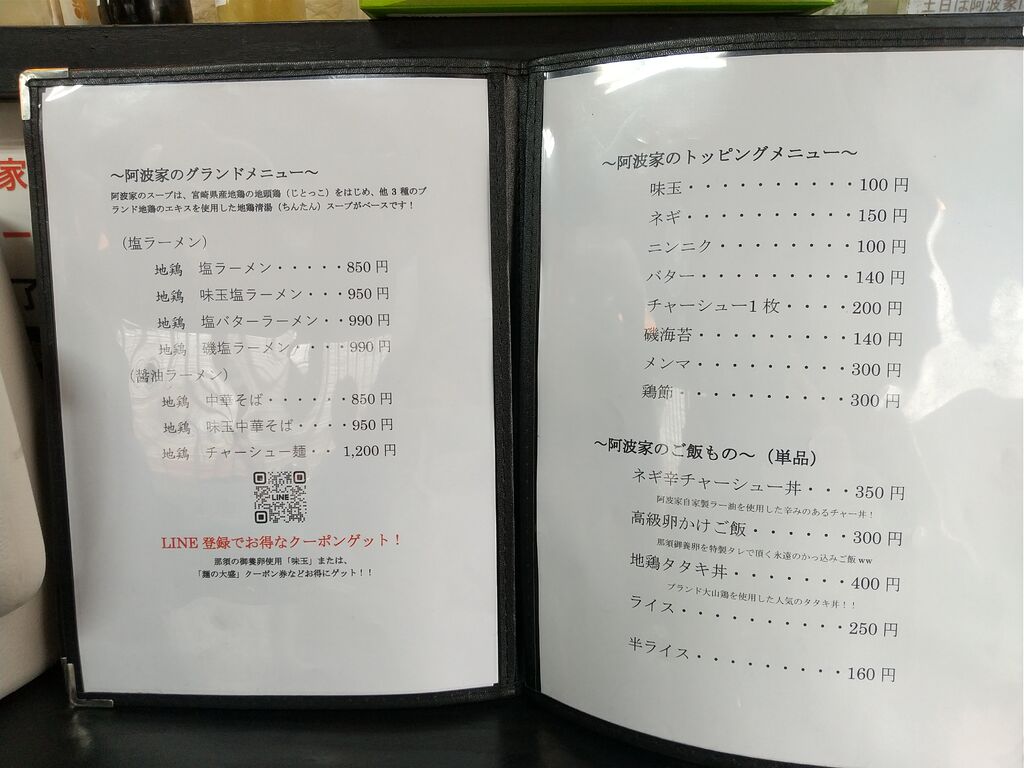 土日は阿波家
家
～阿波家のグランドメニュー～
阿波家のスープは、宮崎県産地鶏の地頭鶏（じとっこ）をはじめ、他３種のブ
ランド地鶏のエキスを使用した地鶏清湯（ちんたん）スープがベースです！
（塩ラーメン）
地鶏　塩ラーメン・・・・・850円
地鶏　味玉塩ラーメン・・・950円
地鶏　塩バターラーメン・・990円
地鶏　磯塩ラーメン・・・・990円
（醤油ラーメン）
地鶏　中華そば・・・・・・850円
地鶏　味玉中華そば・・・・950円
地鶏　チャーシュー麺・・1,200円
LINE
LINE登録でお得なクーポンゲット！
那須の御養卵使用「味玉」または、
「麺の大盛」クーポン券などお得にゲット！！
～阿波家のトッピングメニュー～
味玉・・・・・・・・・・100円
ネギ・・・・・・・・・・150円
ニンニク・・・・・・・・100円
バター・・・・・・・・・140円
チャーシュー1枚・・・・200円
磯海苔・・・・・・・・・140円
メンマ・・・・・・・・・300円
鶏節・・・・・・・・・・300円
～阿波家のご飯もの～（単品）
ネギ辛チャーシュー丼・・・350円
阿波家自家製ラー油を使用した辛みのあるチャー丼！
高級卵かけご飯・・・・・・300円
那須御養卵を特製タレで頂く永遠のかっ込みご飯ww
地鶏タタキ丼・・・・・・・400円
ブランド大山鶏を使用した人気のタタキ丼！！
ライス・・・・・・・・・・250円
半ライス・・・・・・・・・160円